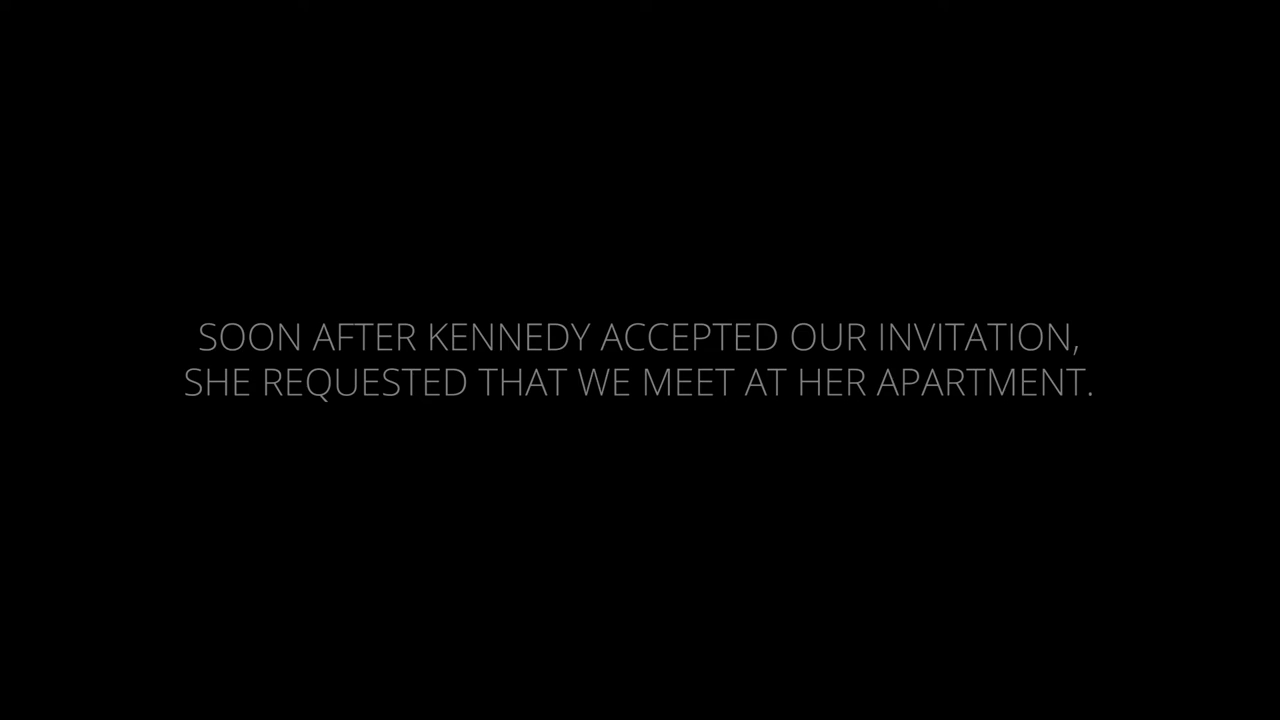 SOON AFTER KENNEDY ACCEPTED OUR INVITATION,
SHE REQUESTED THAT WE MEET AT HER APARTMENT.